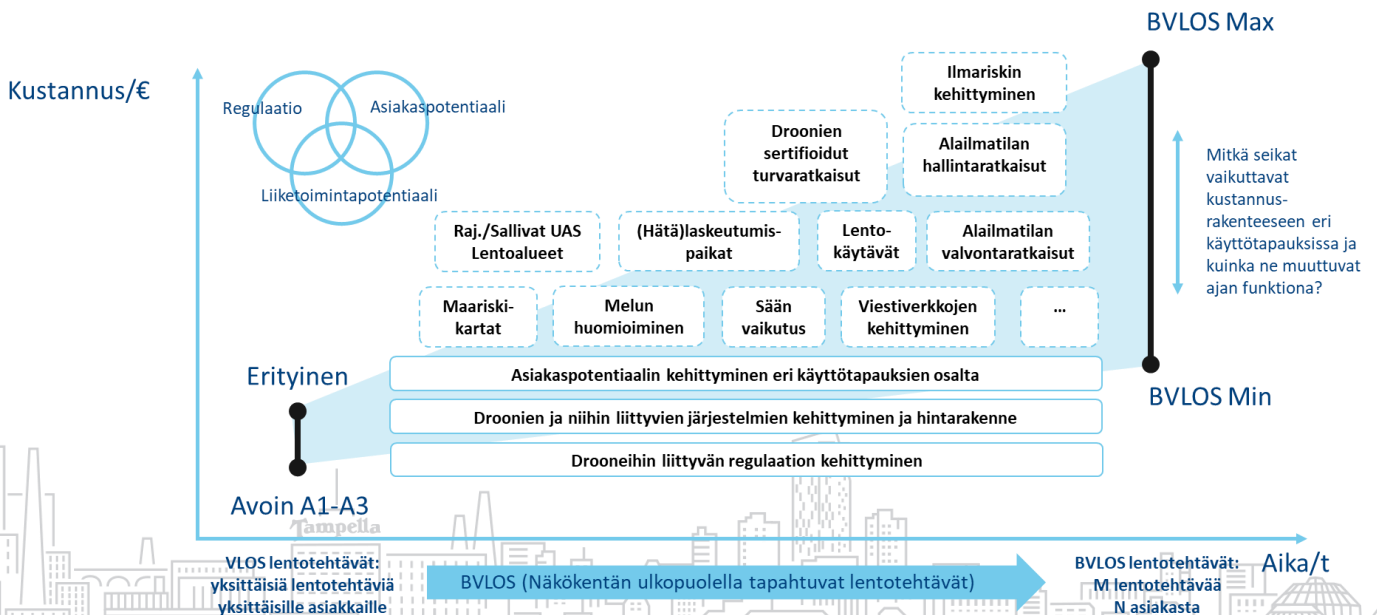 BVLOS Max
Kustannus/€
Regulaatio
Asiakaspotentiaali
Liiketoimintapotentiaali
Ilmariskin
kehittyminen
Droonien
sertifioidut
turvaratkaisut
Alailmatilan
hallintaratkaisut
Mitkä seikat
vaikuttavat
kustannus-
rakenteeseen eri
käyttötapauksissa ja
kuinka ne muuttuvat
ajan funktiona?
Raj./Sallivat UAS
Lentoalueet
(Hätä)laskeutumis-
paikat
Lento-
käytävät
Alailmatilan
valvontaratkaisut
Maariski-
kartat
Melun
huomioiminen
Sään
vaikutus
Viestiverkkojen
kehittyminen
...
Erityinen
Asiakaspotentiaalin kehittyminen eri käyttötapauksien osalta
BVLOS Min
Droonien ja niihin liittyvien järjestelmien kehittyminen ja hintarakenne
Drooneihin liittyvän regulaation kehittyminen
Avoin A1-A3
Tampella
VLOS lentotehtävät:
yksittäisiä lentotehtäviä
yksittäisille asiakkaille
BVLOS (Näkökentän ulkopuolella tapahtuvat lentotehtävät)
BVLOS lentotehtävät:
M lentotehtävää
N asiakasta
Aika/t